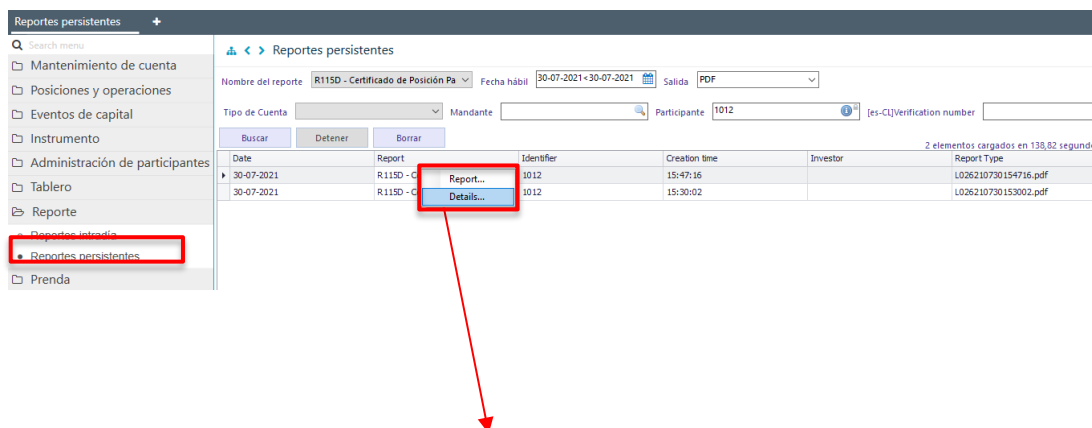 Reportes persistentes +
Search menu
Mantenimiento de cuenta
Posiciones y operaciones
Eventos de capital
Instrumento
Administración de participantes
Tablero
Reporte
Reportes intradía
Reportes persistentes
Prenda
Reportes persistentes
Nombre del reporte R115D - Certificado de Posición Pa Fecha hábil 30-07-2021<30-07-2021 Salida PDF
Tipo de Cuenta Mandante Participante 1012 [es-CL]Verification number
Buscar Detener Borrar
2 elementos cargados en 138,82 segundo
Date Report Identifier Creation time Investor Report Type
30-07-2021 R115D - C 1012 15:47:16 L026210730154716.pdf
30-07-2021 R115D - C 1012 15:30:02 L026210730153002.pdf
Report...
Details...